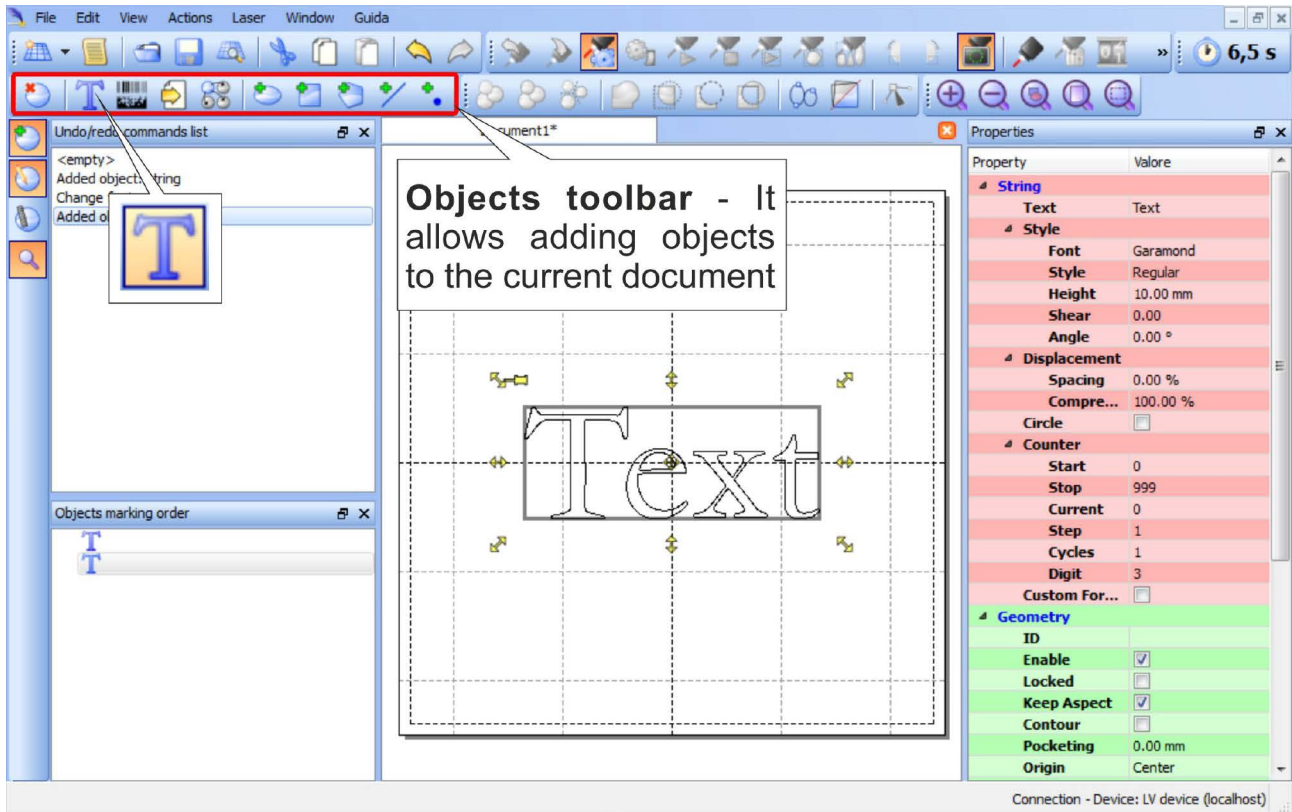 File Edit View Actions Laser Window Guida
6,5 s
Undo/redo commands list
<empty>
Added object: string
Change
Added
Document1*
Objects toolbar - It
allows adding objects
to the current document
Text
Objects marking order
Properties
Property Valore
String
Text Text
Style
Font Garamond
Style Regular
Height 10.00 mm
Shear 0.00
Angle 0.00 °
Displacement
Spacing 0.00 %
Compre... 100.00 %
Circle
Counter
Start 0
Stop 999
Current 0
Step 1
Cycles 1
Digit 3
Custom For...
Geometry
ID
Enable
Locked
Keep Aspect
Contour
Pocketing 0.00 mm
Origin Center
Connection - Device: LV device (localhost)